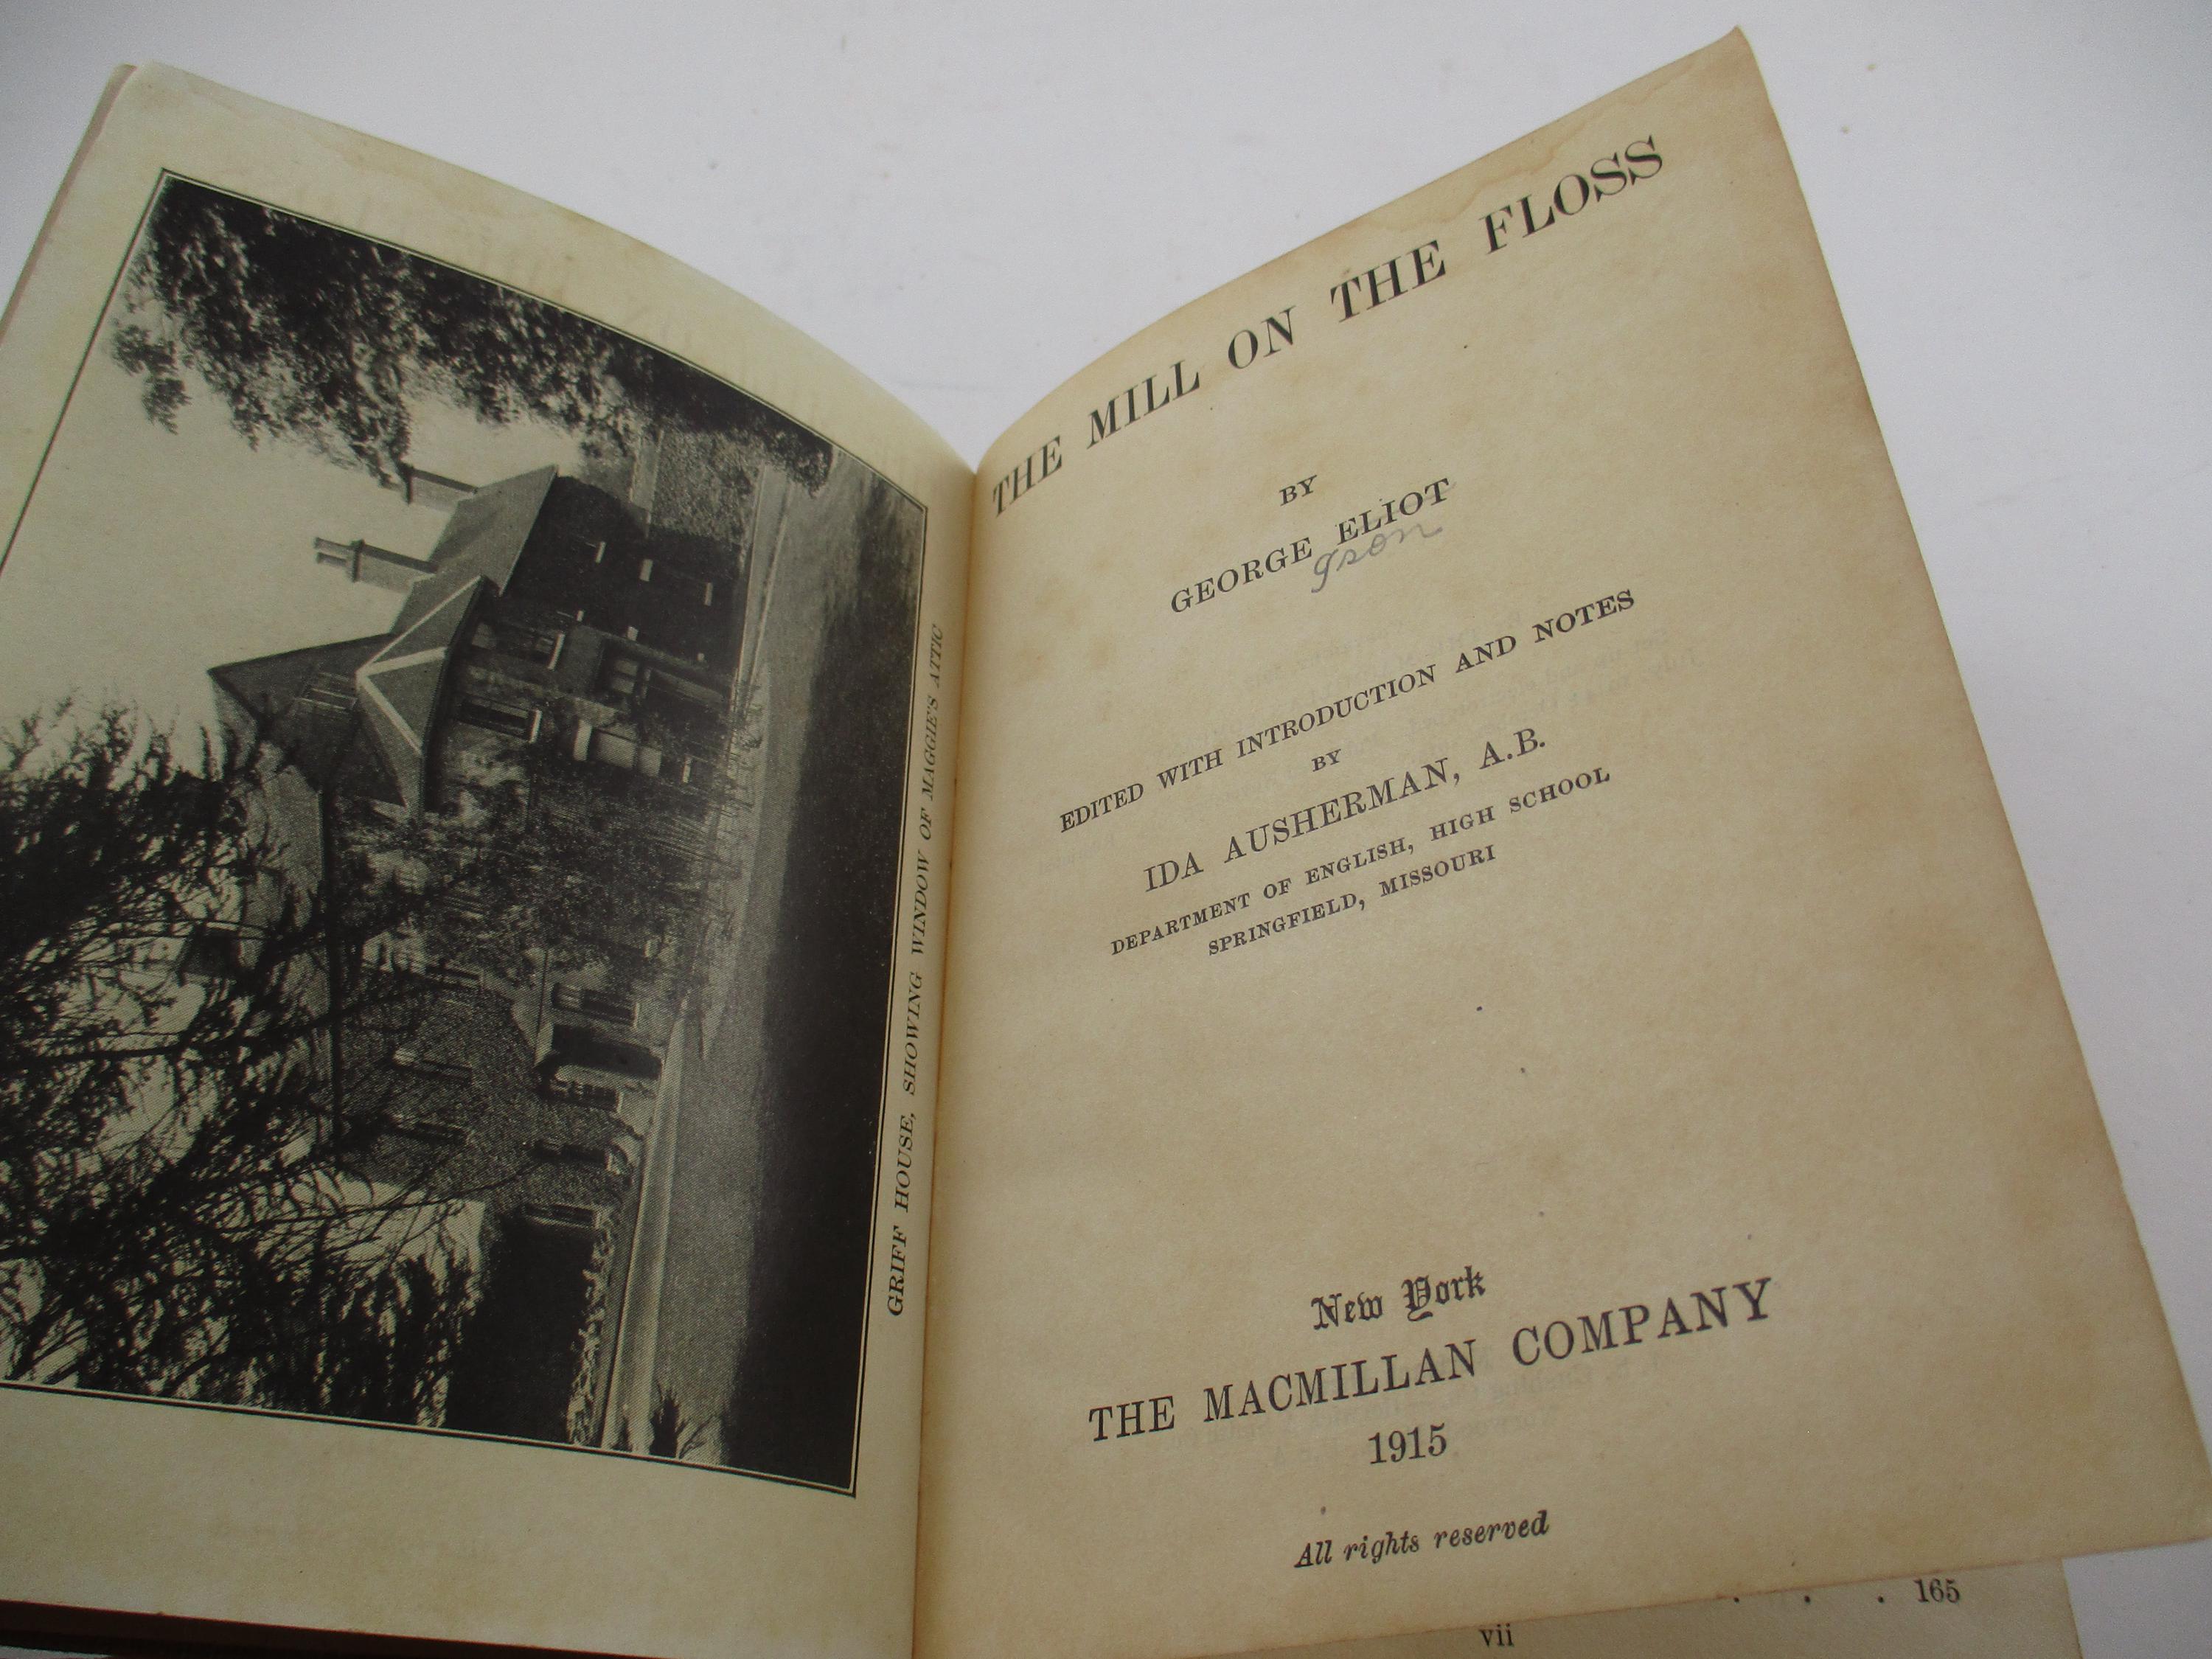 GRIFF HOUSE, SHOWING WINDOW OF MAGGIE'S ATTIC
THE MILL ON THE FLOSS
BY
GEORGE ELIOT
EDITED WITH INTRODUCTION AND NOTES
BY
IDA AUSHERMAN, A.B.
DEPARTMENT OF ENGLISH, HIGH SCHOOL
SPRINGFIELD, MISSOURI
New York
THE MACMILLAN COMPANY
1915
All rights reserved
. . . 165
vii